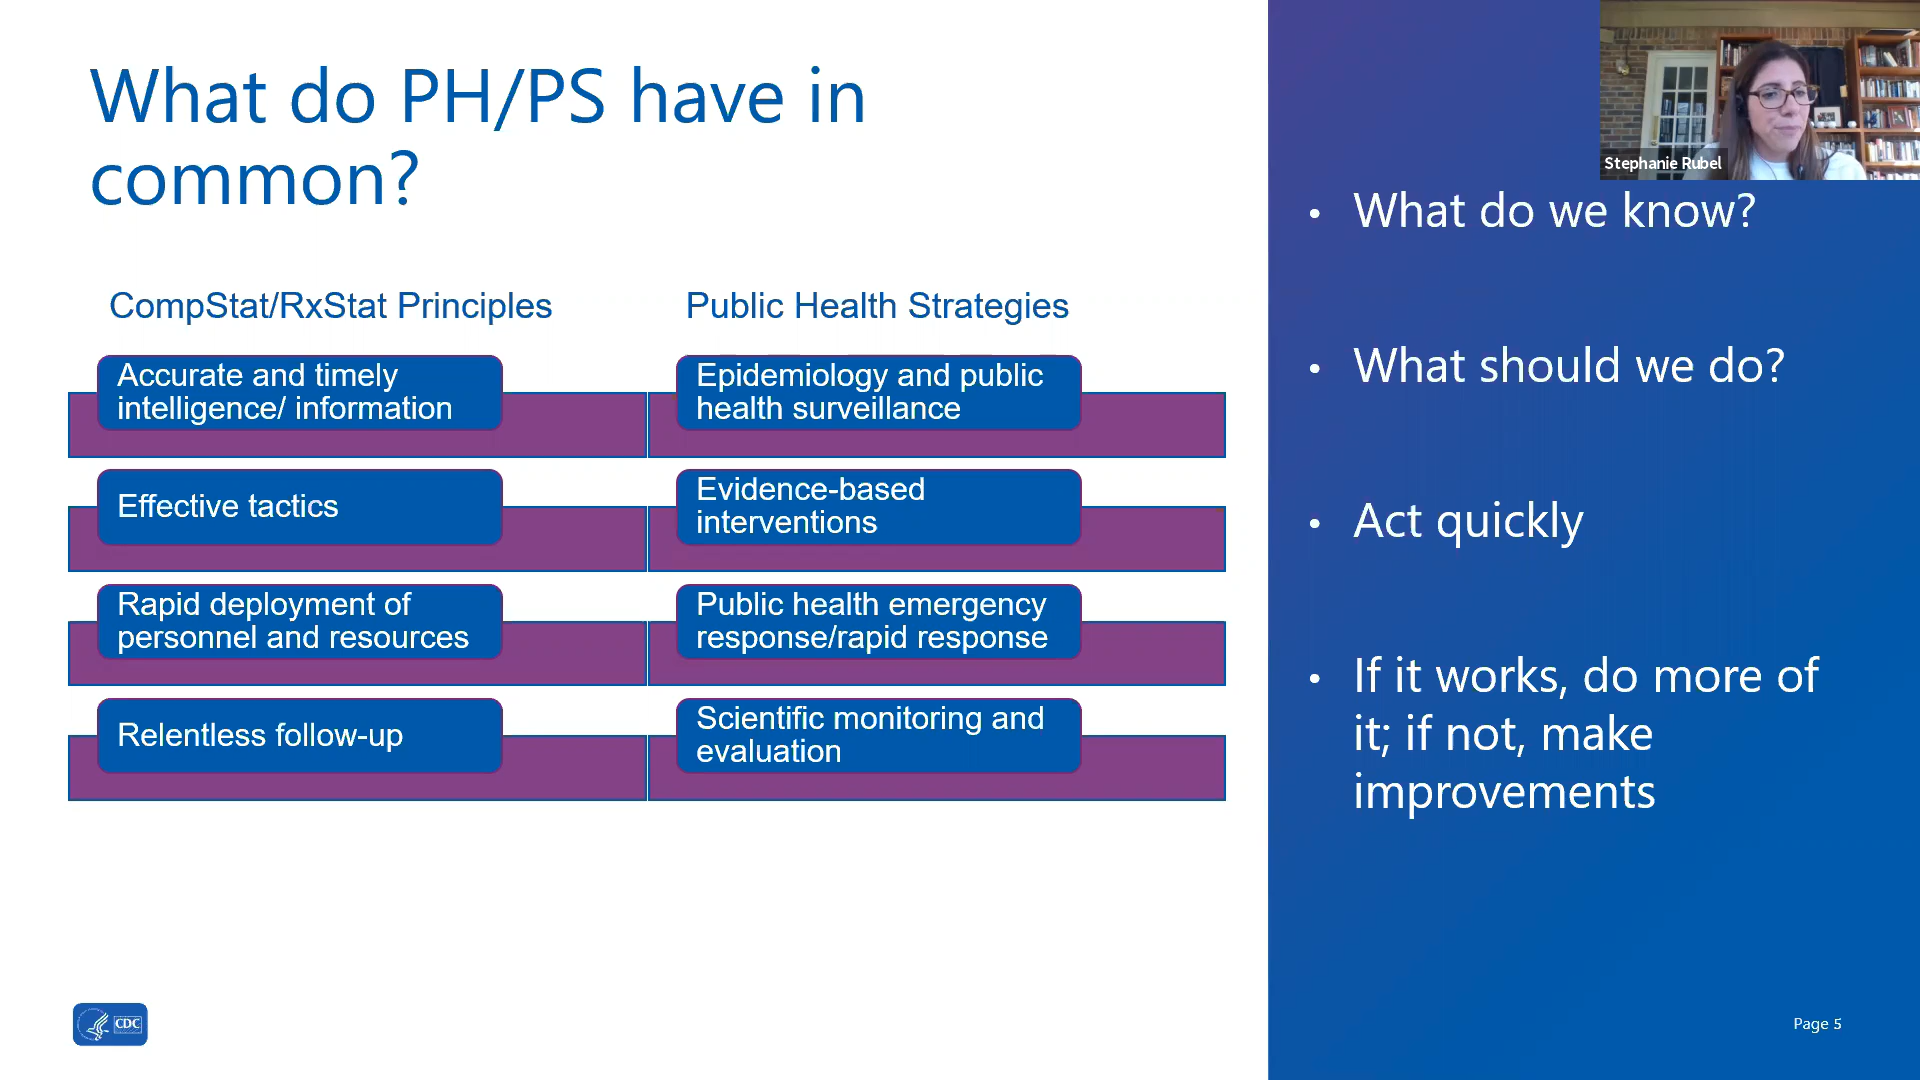 What do PH/PS have in
common?
CompStat/RxStat Principles
Public Health Strategies
Accurate and timely
intelligence/ information
Epidemiology and public
health surveillance
Effective tactics
Evidence-based
interventions
Rapid deployment of
personnel and resources
Public health emergency
response/rapid response
Relentless follow-up
Scientific monitoring and
evaluation
Stephanie Rubel
• What do we know?
• What should we do?
• Act quickly
• If it works, do more of
it; if not, make
improvements
CDC
Page 5